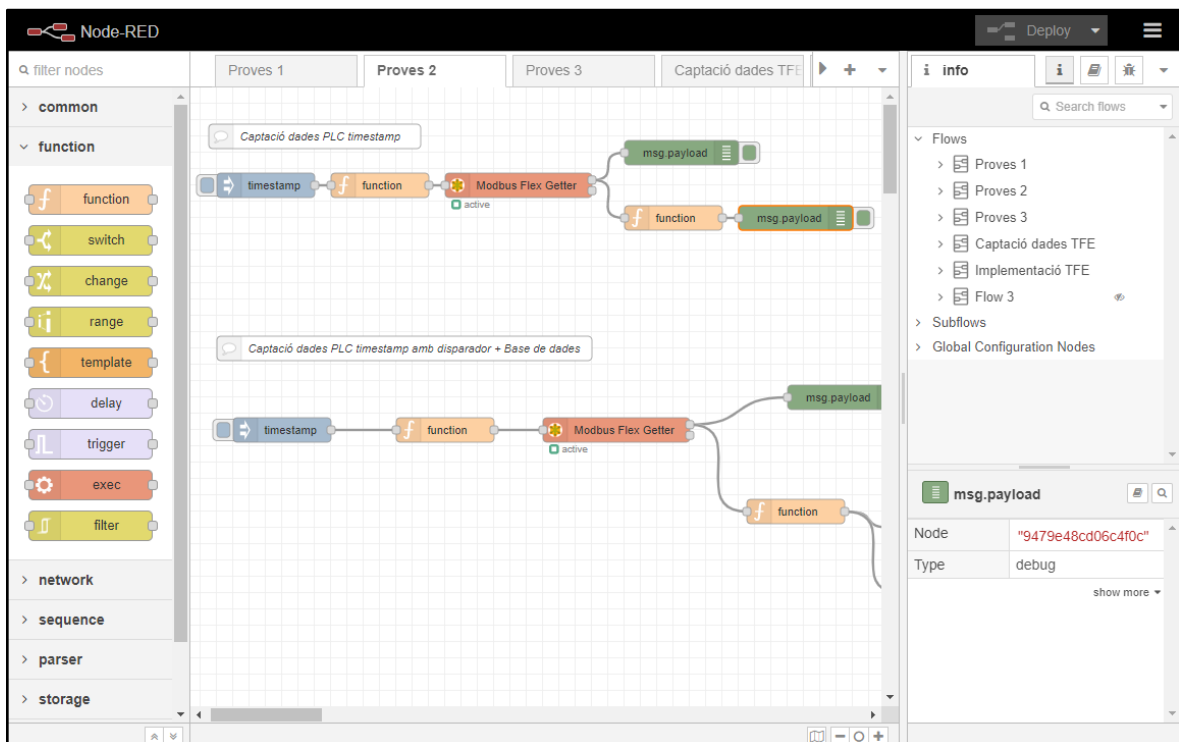 Node-RED
Deploy
filter nodes
common
function
function
switch
change
range
template
delay
trigger
exec
filter
network
sequence
parser
storage
Proves 1
Proves 2
Proves 3
Captació dades TFE
Captació dades PLC timestamp
msg.payload
timestamp
function
Modbus Flex Getter
active
function
msg.payload
Captació dades PLC timestamp amb disparador + Base de dades
msg.payload
timestamp
function
Modbus Flex Getter
active
function
i info
i
Search flows
Flows
Proves 1
Proves 2
Proves 3
Captació dades TFE
Implementació TFE
Flow 3
Subflows
Global Configuration Nodes
msg.payload
Node "9479e48cd06c4f0c"
Type debug
show more